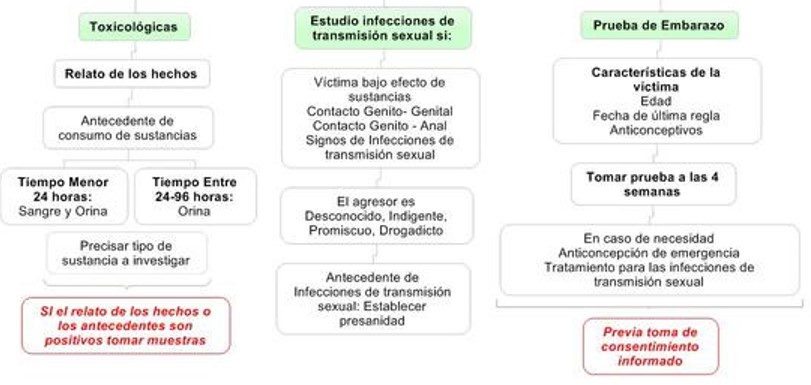 Toxicológicas
Relato de los hechos
Antecedente de
consumo de sustancias
Tiempo Menor
24 horas:
Sangre y Orina
Tiempo Entre
24-96 horas:
Orina
Precisar tipo de
sustancia a investigar
SI el relato de los hechos o
los antecedentes son
positivos tomar muestras
Estudio infecciones de
transmisión sexual si:
Víctima bajo efecto de
sustancias
Contacto Genito- Genital
Contacto Genito - Anal
Signos de Infecciones de
transmisión sexual
El agresor es
Desconocido, Indigente,
Promiscuo, Drogadicto
Antecedente de
Infecciones de transmisión
sexual: Establecer
presanidad
Prueba de Embarazo
Características de la
víctima
Edad
Fecha de última regla
Anticonceptivos
Tomar prueba a las 4
semanas
En caso de necesidad
Anticoncepción de emergencia
Tratamiento para las infecciones de
transmisión sexual
Previa toma de
consentimiento
informado